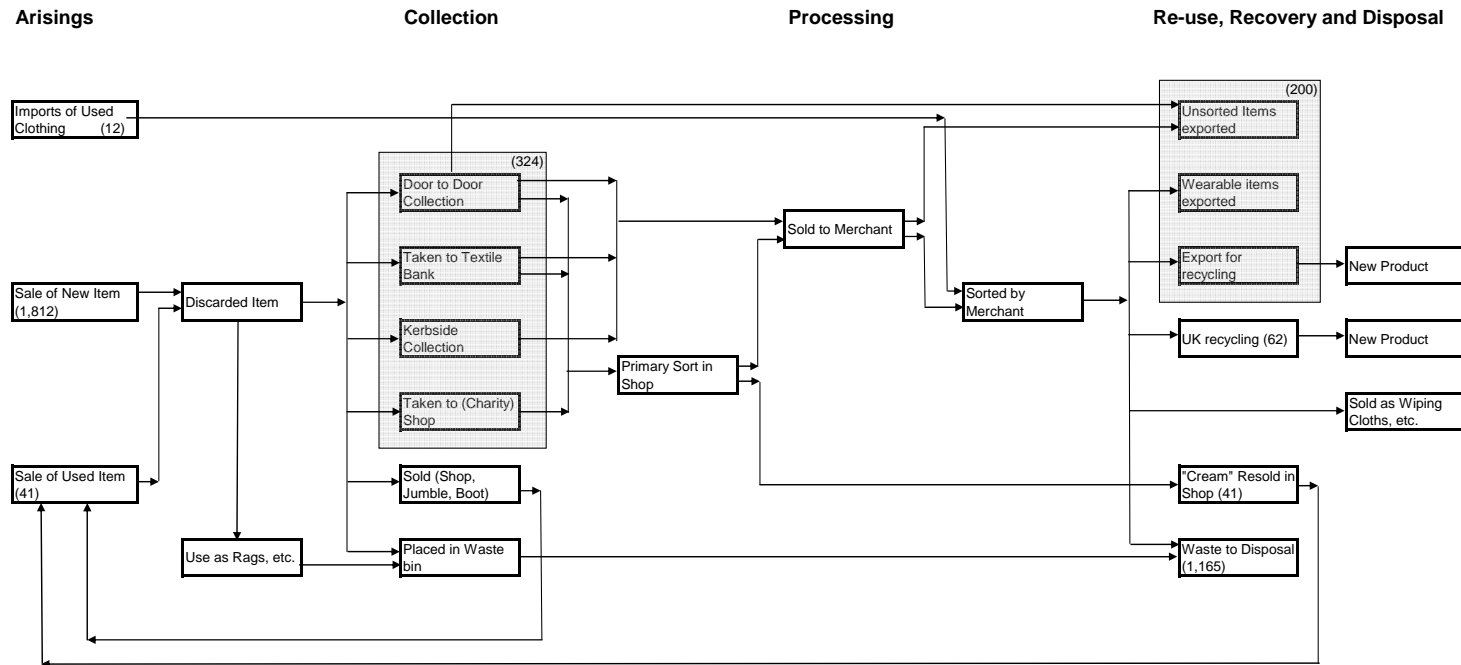 Arisings
Collection
Processing
Re-use, Recovery and Disposal
Imports of Used
Clothing (12)
Sale of New Item
(1,812)
Sale of Used Item
(41)
Discarded Item
Use as Rags, etc.
(324)
Door to Door
Collection
Taken to Textile
Bank
Kerbside
Collection
Taken to (Charity)
Shop
Sold (Shop,
Jumble, Boot)
Placed in Waste
bin
Primary Sort in
Shop
Sold to Merchant
Sorted by
Merchant
(200)
Unsorted Items
exported
Wearable items
exported
Export for
recycling
New Product
UK recycling (62)
New Product
Sold as Wiping
Cloths, etc.
"Cream" Resold in
Shop (41)
Waste to Disposal
(1,165)